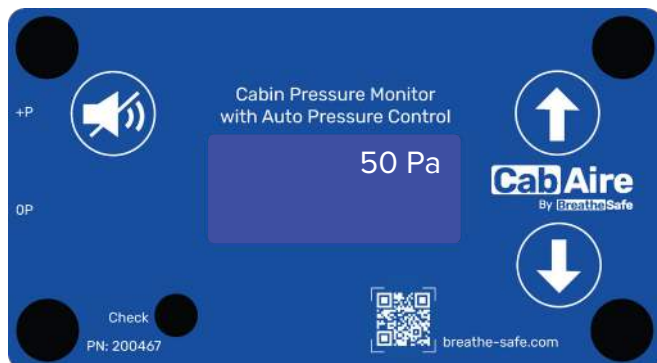 Cabin Pressure Monitor
with Auto Pressure Control
+P
50 Pa
CabAire
By BreatheSafe
0P
Check
PN: 200467
breathe-safe.com